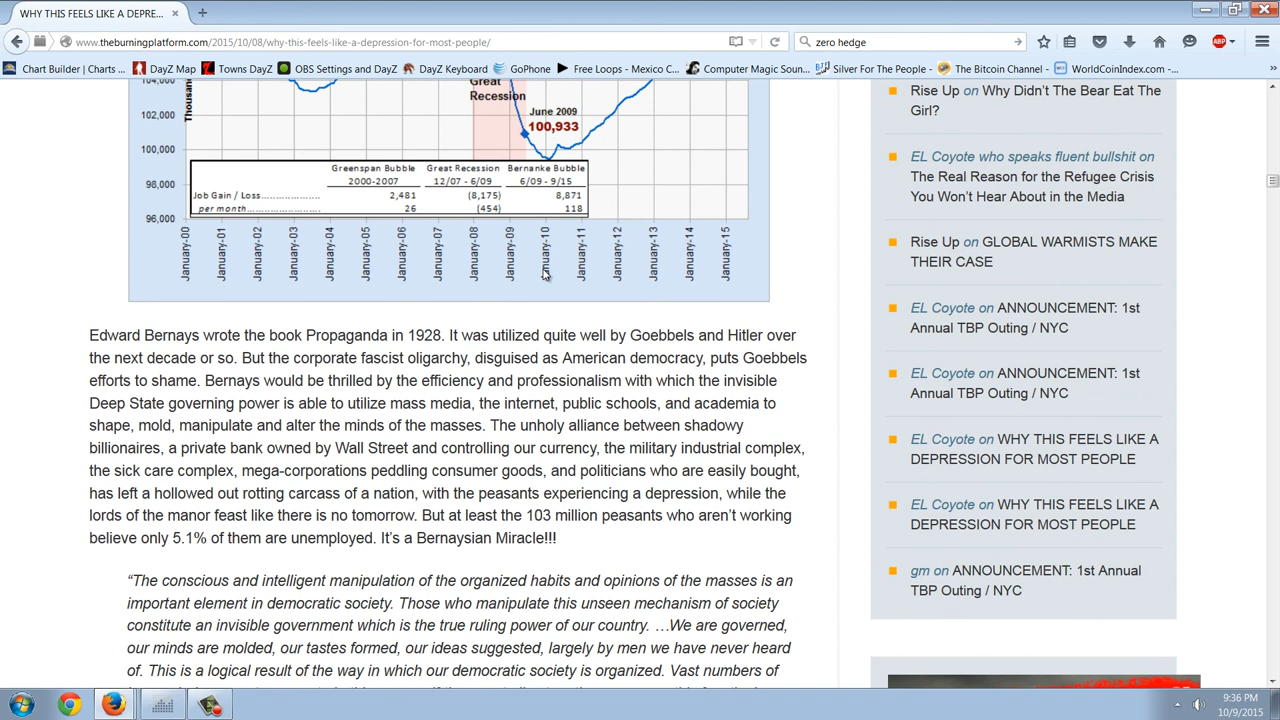 WHY THIS FEELS LIKE A DEPRE...
www.theburningplatform.com/2015/10/08/why-this-feels-like-a-depression-for-most-people/
zero hedge
ABP
Chart Builder | Charts ...
DayZ Map
Towns DayZ
OBS Settings and DayZ
DayZ Keyboard
GoPhone
Free Loops - Mexico C...
Computer Magic Soun...
Silver For The People - ...
The Bitcoin Channel - ...
WorldCoinIndex.com - ...
104,000
102,000
100,000
98,000
96,000
Thousan
Great
Recession
June 2009
100,933
Greenspan Bubble Great Recession Bernanke Bubble
2000-2007 12/07 - 6/09 6/09 - 9/15
Job Gain / Loss.................... 2,481 (8,175) 8,871
per month......................... 26 (454) 118
January-00
January-01
January-02
January-03
January-04
January-05
January-06
January-07
January-08
January-09
January-10
January-11
January-12
January-13
January-14
January-15
Edward Bernays wrote the book Propaganda in 1928. It was utilized quite well by Goebbels and Hitler over
the next decade or so. But the corporate fascist oligarchy, disguised as American democracy, puts Goebbels
efforts to shame. Bernays would be thrilled by the efficiency and professionalism with which the invisible
Deep State governing power is able to utilize mass media, the internet, public schools, and academia to
shape, mold, manipulate and alter the minds of the masses. The unholy alliance between shadowy
billionaires, a private bank owned by Wall Street and controlling our currency, the military industrial complex,
the sick care complex, mega-corporations peddling consumer goods, and politicians who are easily bought,
has left a hollowed out rotting carcass of a nation, with the peasants experiencing a depression, while the
lords of the manor feast like there is no tomorrow. But at least the 103 million peasants who aren't working
believe only 5.1% of them are unemployed. It's a Bernaysian Miracle!!!
“The conscious and intelligent manipulation of the organized habits and opinions of the masses is an
important element in democratic society. Those who manipulate this unseen mechanism of society
constitute an invisible government which is the true ruling power of our country. …We are governed,
our minds are molded, our tastes formed, our ideas suggested, largely by men we have never heard
of. This is a logical result of the way in which our democratic society is organized. Vast numbers of
Rise Up on Why Didn't The Bear Eat The
Girl?
EL Coyote who speaks fluent bullshit on
The Real Reason for the Refugee Crisis
You Won't Hear About in the Media
Rise Up on GLOBAL WARMISTS MAKE
THEIR CASE
EL Coyote on ANNOUNCEMENT: 1st
Annual TBP Outing / NYC
EL Coyote on ANNOUNCEMENT: 1st
Annual TBP Outing / NYC
EL Coyote on WHY THIS FEELS LIKE A
DEPRESSION FOR MOST PEOPLE
EL Coyote on WHY THIS FEELS LIKE A
DEPRESSION FOR MOST PEOPLE
gm on ANNOUNCEMENT: 1st Annual
TBP Outing / NYC
9:36 PM
10/9/2015